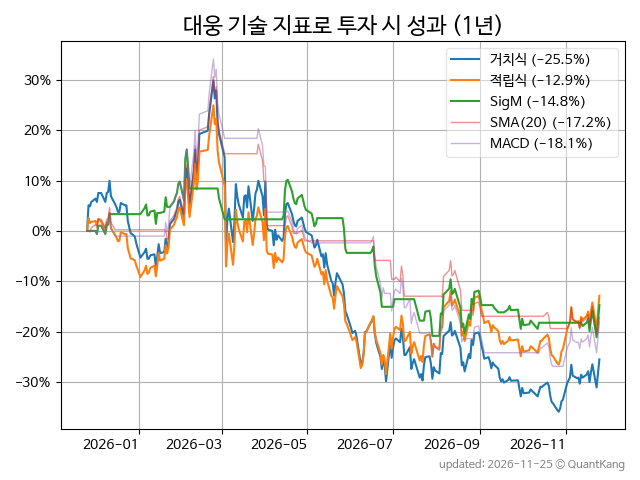 대웅 기술 지표로 투자 시 성과 (1년)
거치식 (−25.5%)
적립식 (−12.9%)
SigM (−14.8%)
SMA(20) (−17.2%)
MACD (−18.1%)
30%
20%
10%
0%
−10%
−20%
−30%
2026-01 2026-03 2026-05 2026-07 2026-09 2026-11
updated: 2026-11-25 © QuantKang